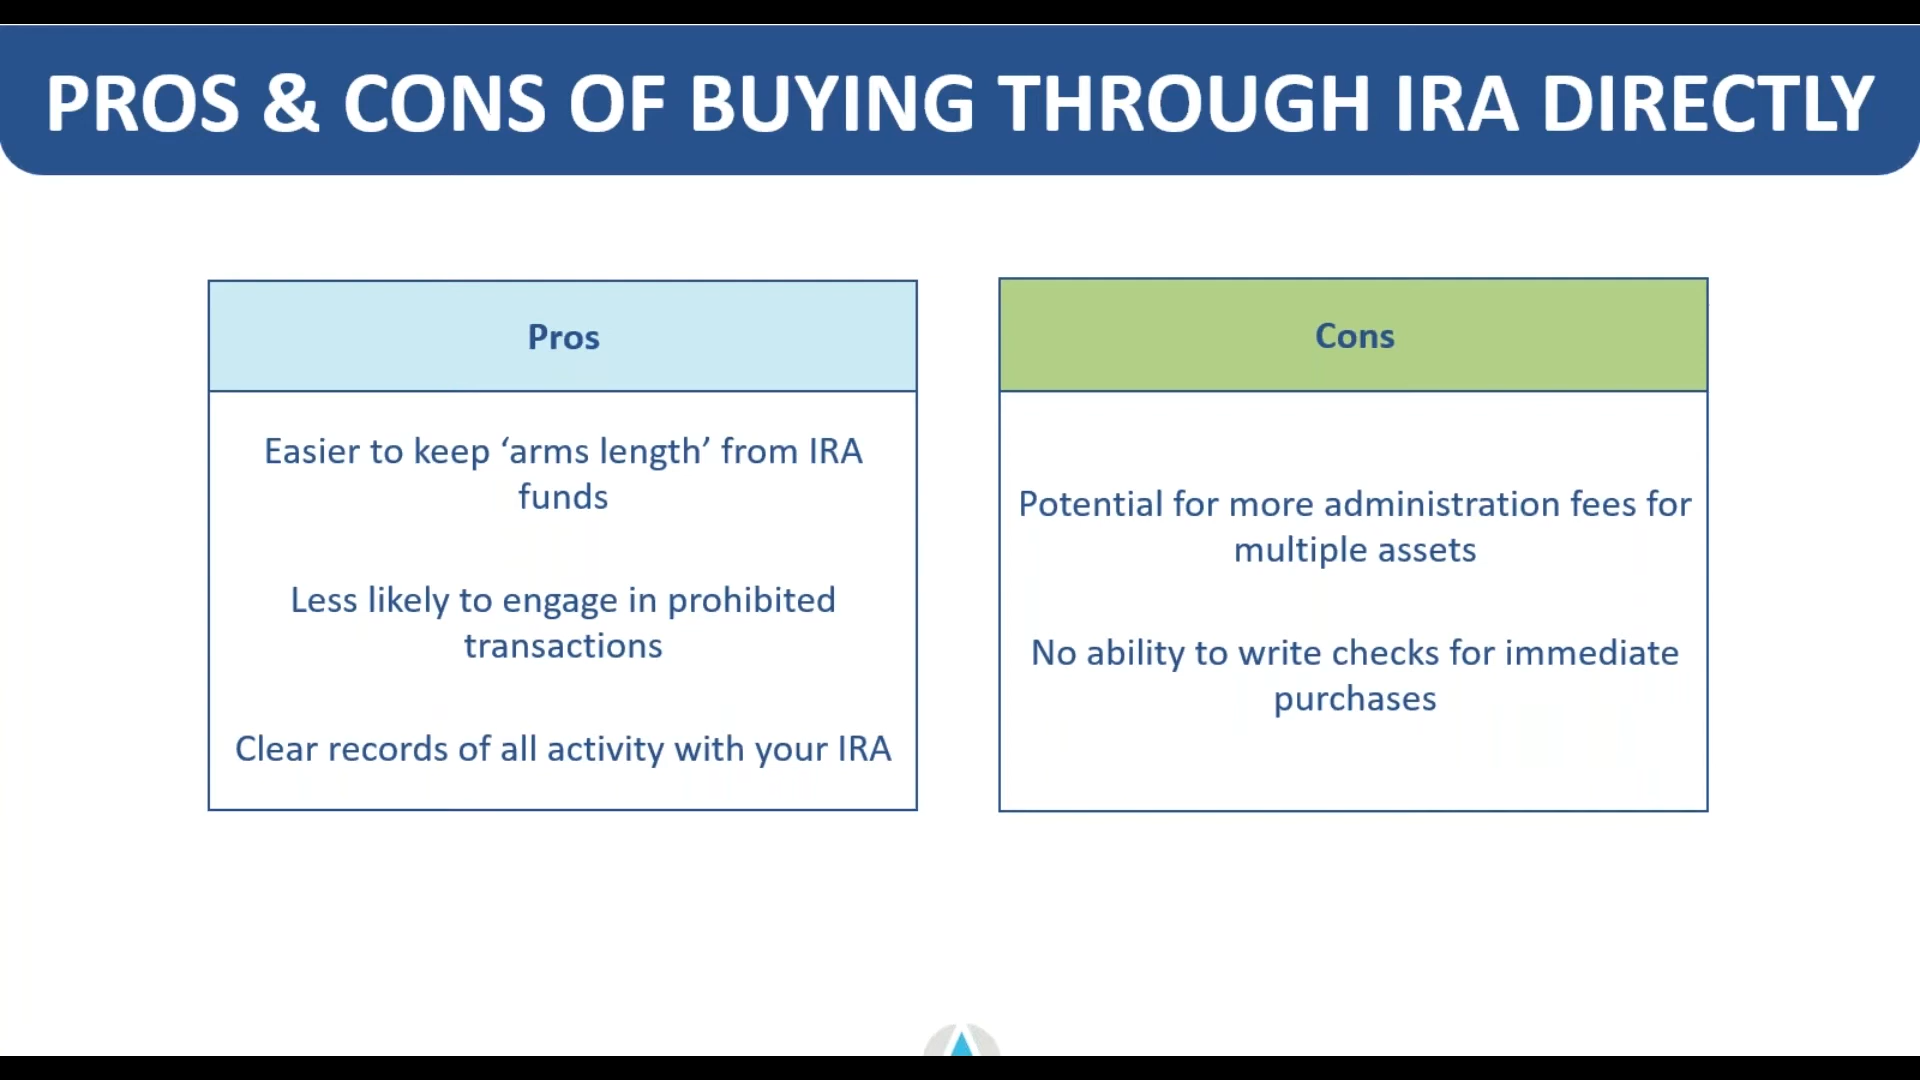 PROS & CONS OF BUYING THROUGH IRA DIRECTLY
Pros
Easier to keep ‘arms length’ from IRA
funds
Less likely to engage in prohibited
transactions
Clear records of all activity with your IRA
Cons
Potential for more administration fees for
multiple assets
No ability to write checks for immediate
purchases